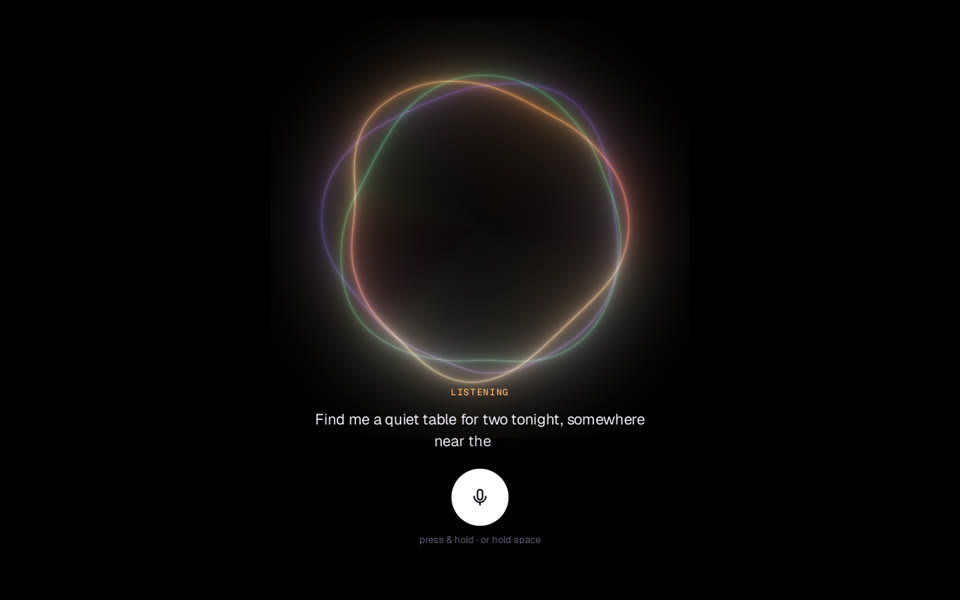 LISTENING
Find me a quiet table for two tonight, somewhere
near the
press & hold · or hold space